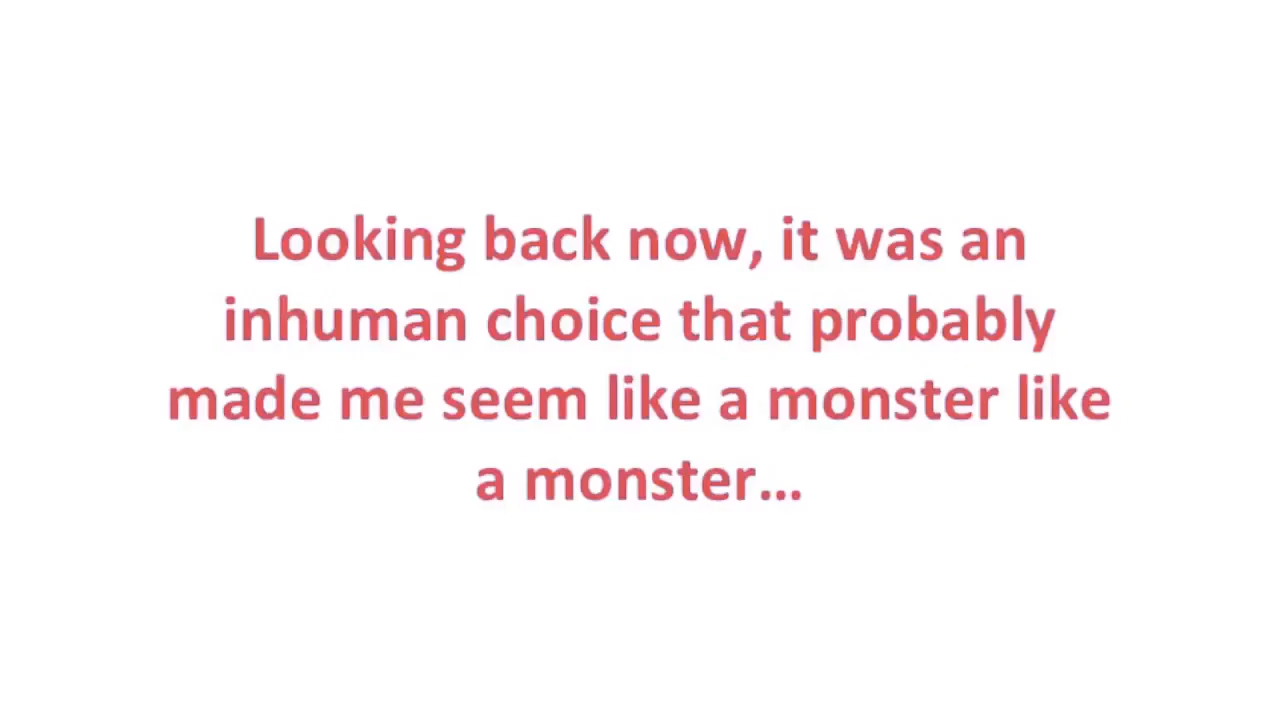 Looking back now, it was an
inhuman choice that probably
made me seem like a monster like
a monster...